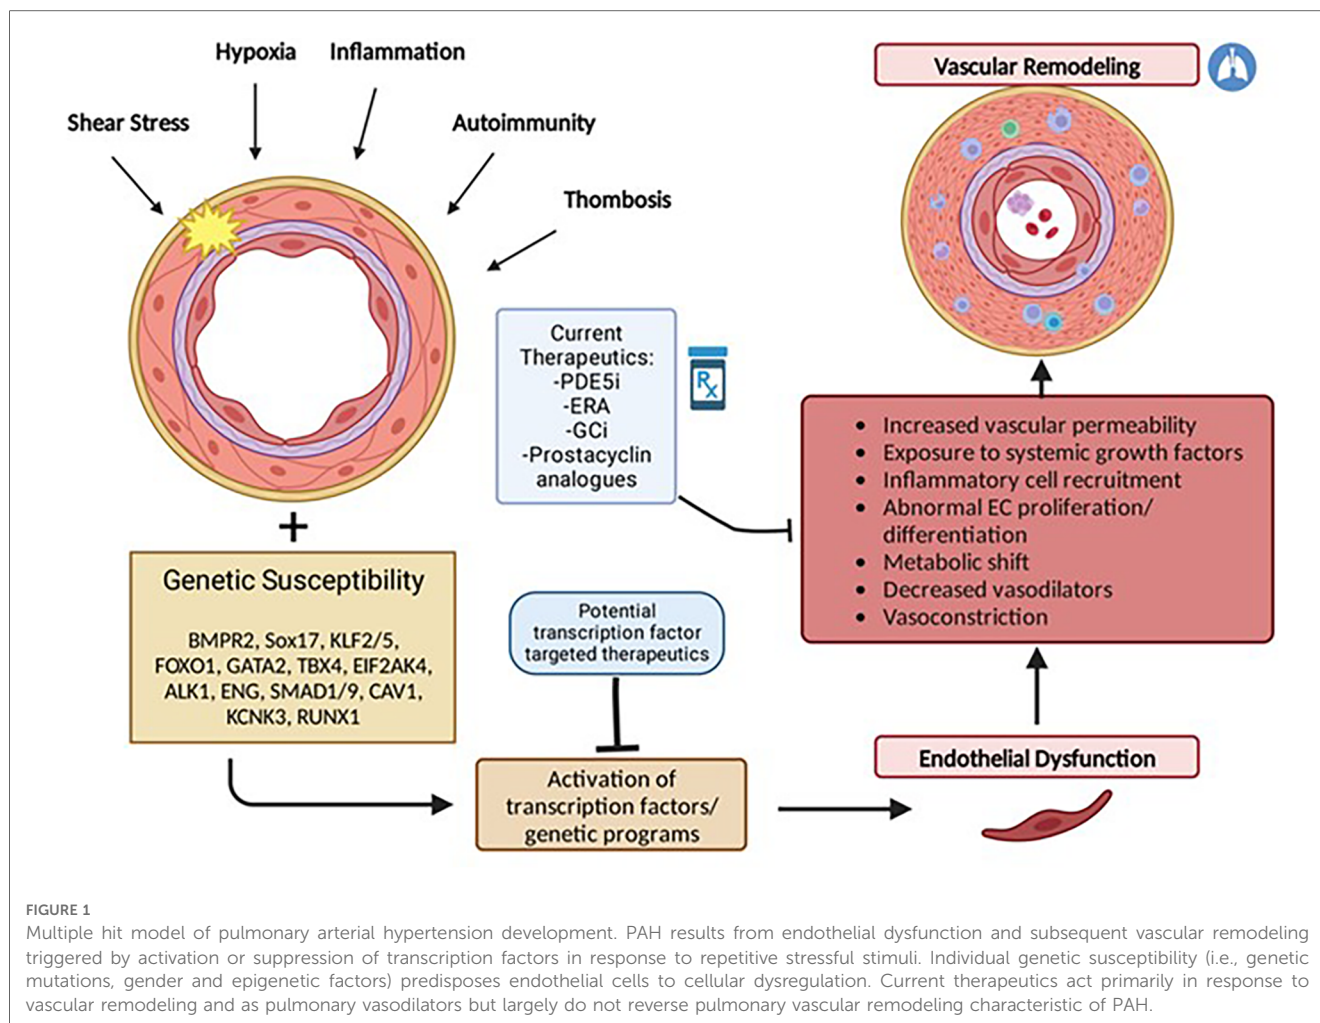 Hypoxia
Inflammation
Shear Stress
Autoimmunity
Thombosis
Vascular Remodeling
Current
Therapeutics:
-PDE5i
-ERA
-GCi
-Prostacyclin
analogues
Rx
• Increased vascular permeability
• Exposure to systemic growth factors
• Inflammatory cell recruitment
• Abnormal EC proliferation/
differentiation
• Metabolic shift
• Decreased vasodilators
• Vasoconstriction
+
Genetic Susceptibility
BMPR2, Sox17, KLF2/5,
FOXO1, GATA2, TBX4, EIF2AK4,
ALK1, ENG, SMAD1/9, CAV1,
KCNK3, RUNX1
Potential
transcription factor
targeted therapeutics
Activation of
transcription factors/
genetic programs
Endothelial Dysfunction
FIGURE 1
Multiple hit model of pulmonary arterial hypertension development. PAH results from endothelial dysfunction and subsequent vascular remodeling
triggered by activation or suppression of transcription factors in response to repetitive stressful stimuli. Individual genetic susceptibility (i.e., genetic
mutations, gender and epigenetic factors) predisposes endothelial cells to cellular dysregulation. Current therapeutics act primarily in response to
vascular remodeling and as pulmonary vasodilators but largely do not reverse pulmonary vascular remodeling characteristic of PAH.